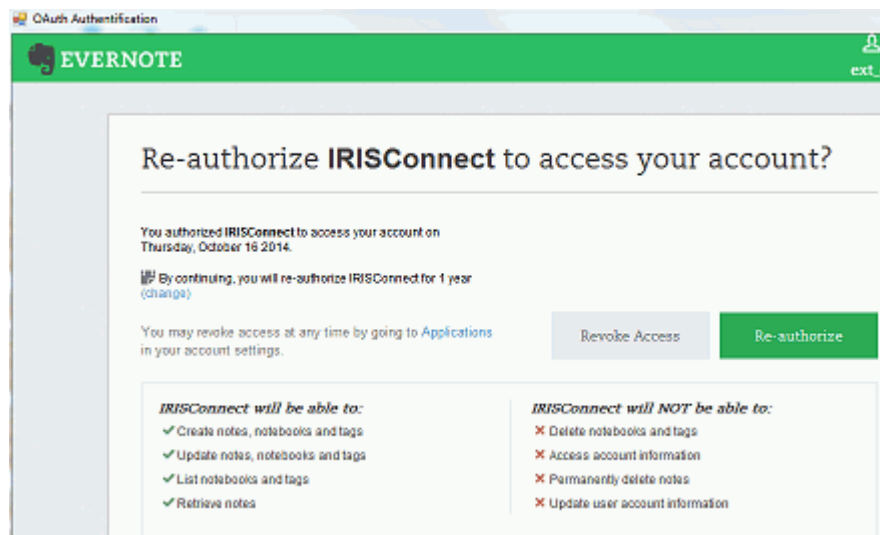 OAuth Authentification
EVERNOTE
ext_
Re-authorize IRISConnect to access your account?
You authorized IRISConnect to access your account on
Thursday, October 16 2014.
By continuing, you will re-authorize IRISConnect for 1 year
(change)
You may revoke access at any time by going to Applications
in your account settings.
Revoke Access
Re-authorize
IRISConnect will be able to:
Create notes, notebooks and tags
Update notes, notebooks and tags
List notebooks and tags
Retrieve notes
IRISConnect will NOT be able to:
Delete notebooks and tags
Access account information
Permanently delete notes
Update user account information